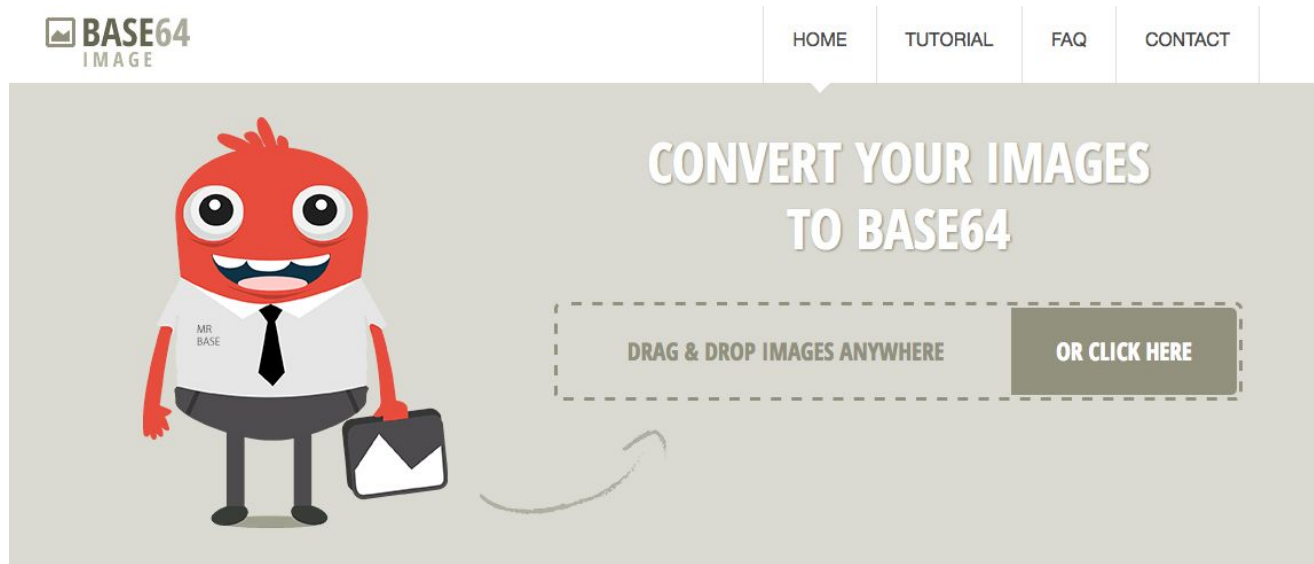 BASE64
IMAGE
HOME TUTORIAL FAQ CONTACT
CONVERT YOUR IMAGES
TO BASE64
MR
BASE
DRAG & DROP IMAGES ANYWHERE OR CLICK HERE